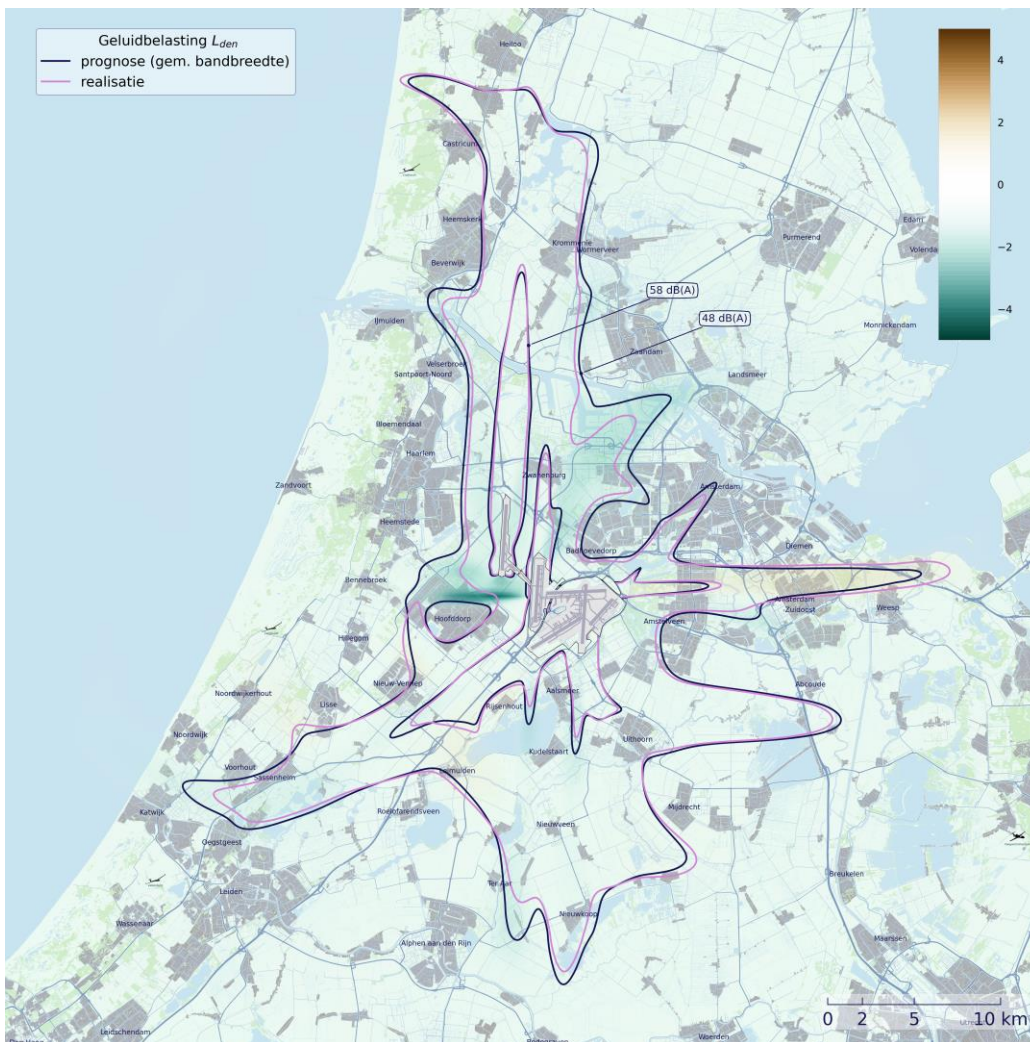 Geluidbelasting Lden
prognose (gem. bandbreedte)
realisatie
4
2
0
−2
−4
Heiloo
Castricum
Heemskerk
Krommenie
Wormerveer
Purmerend
Edam
Volendam
Beverwijk
58 dB(A)
48 dB(A)
IJmuiden
Monnickendam
Zaandam
Velserbroek
Santpoort-Noord
Landsmeer
Bloemendaal
Haarlem
Zandvoort
Zwanenburg
Amsterdam
Heemstede
Badhoevedorp
Diemen
Bennebroek
Amsterdam
Zuidoost
Weesp
Hoofddorp
Amstelveen
Hillegom
Nieuw-Vennep
Abcoude
Noordwijkerhout
Lisse
Rijsenhout
Aalsmeer
Noordwijk
Uithoorn
Kudelstaart
Voorhout
Sassenheim
Leimuiden
Katwijk
Roelofarendsveen
Mijdrecht
Nieuwveen
Oegstgeest
Breukelen
Leiden
Ter Aar
Nieuwkoop
Wassenaar
Alphen aan den Rijn
Maarssen
Leidschendam
Woerden
0 2 5 10 km